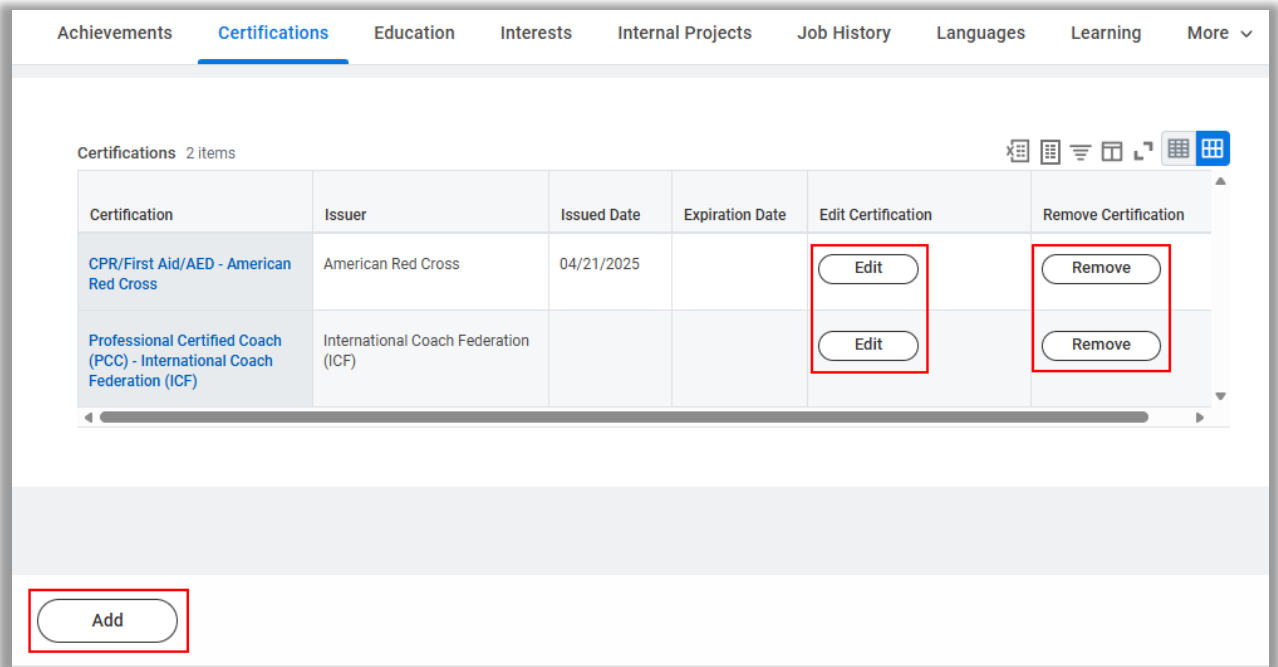 Achievements Certifications Education Interests Internal Projects Job History Languages Learning More
Certifications 2 items
Certification Issuer Issued Date Expiration Date Edit Certification Remove Certification
CPR/First Aid/AED - American American Red Cross 04/21/2025 Edit Remove
Red Cross
Professional Certified Coach International Coach Federation Edit Remove
(PCC) - International Coach (ICF)
Federation (ICF)
Add